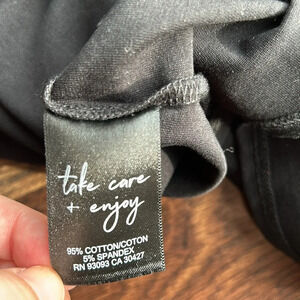 take care
+ enjoy
95% COTTON/COTON
5% SPANDEX
RN 93093 CA 30427